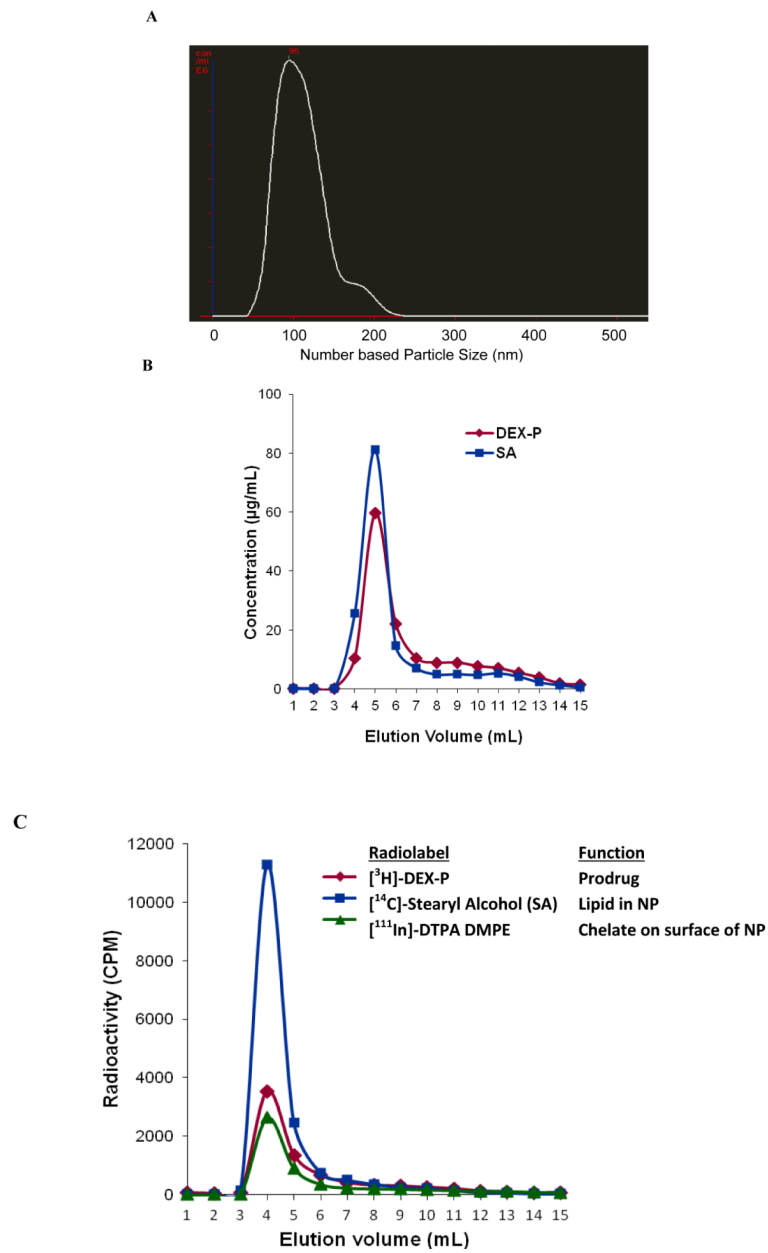 A
con
/ml
E6
95
0 100 200 300 400 500
Number based Particle Size (nm)
B
100
80
60
40
20
0
Concentration (µg/mL)
DEX-P
SA
1 2 3 4 5 6 7 8 9 10 11 12 13 14 15
Elution Volume (mL)
C
12000
10000
8000
6000
4000
2000
0
Radioactivity (CPM)
Radiolabel Function
[³H]-DEX-P Prodrug
[¹⁴C]-Stearyl Alcohol (SA) Lipid in NP
[¹¹¹In]-DTPA DMPE Chelate on surface of NP
1 2 3 4 5 6 7 8 9 10 11 12 13 14 15
Elution volume (mL)